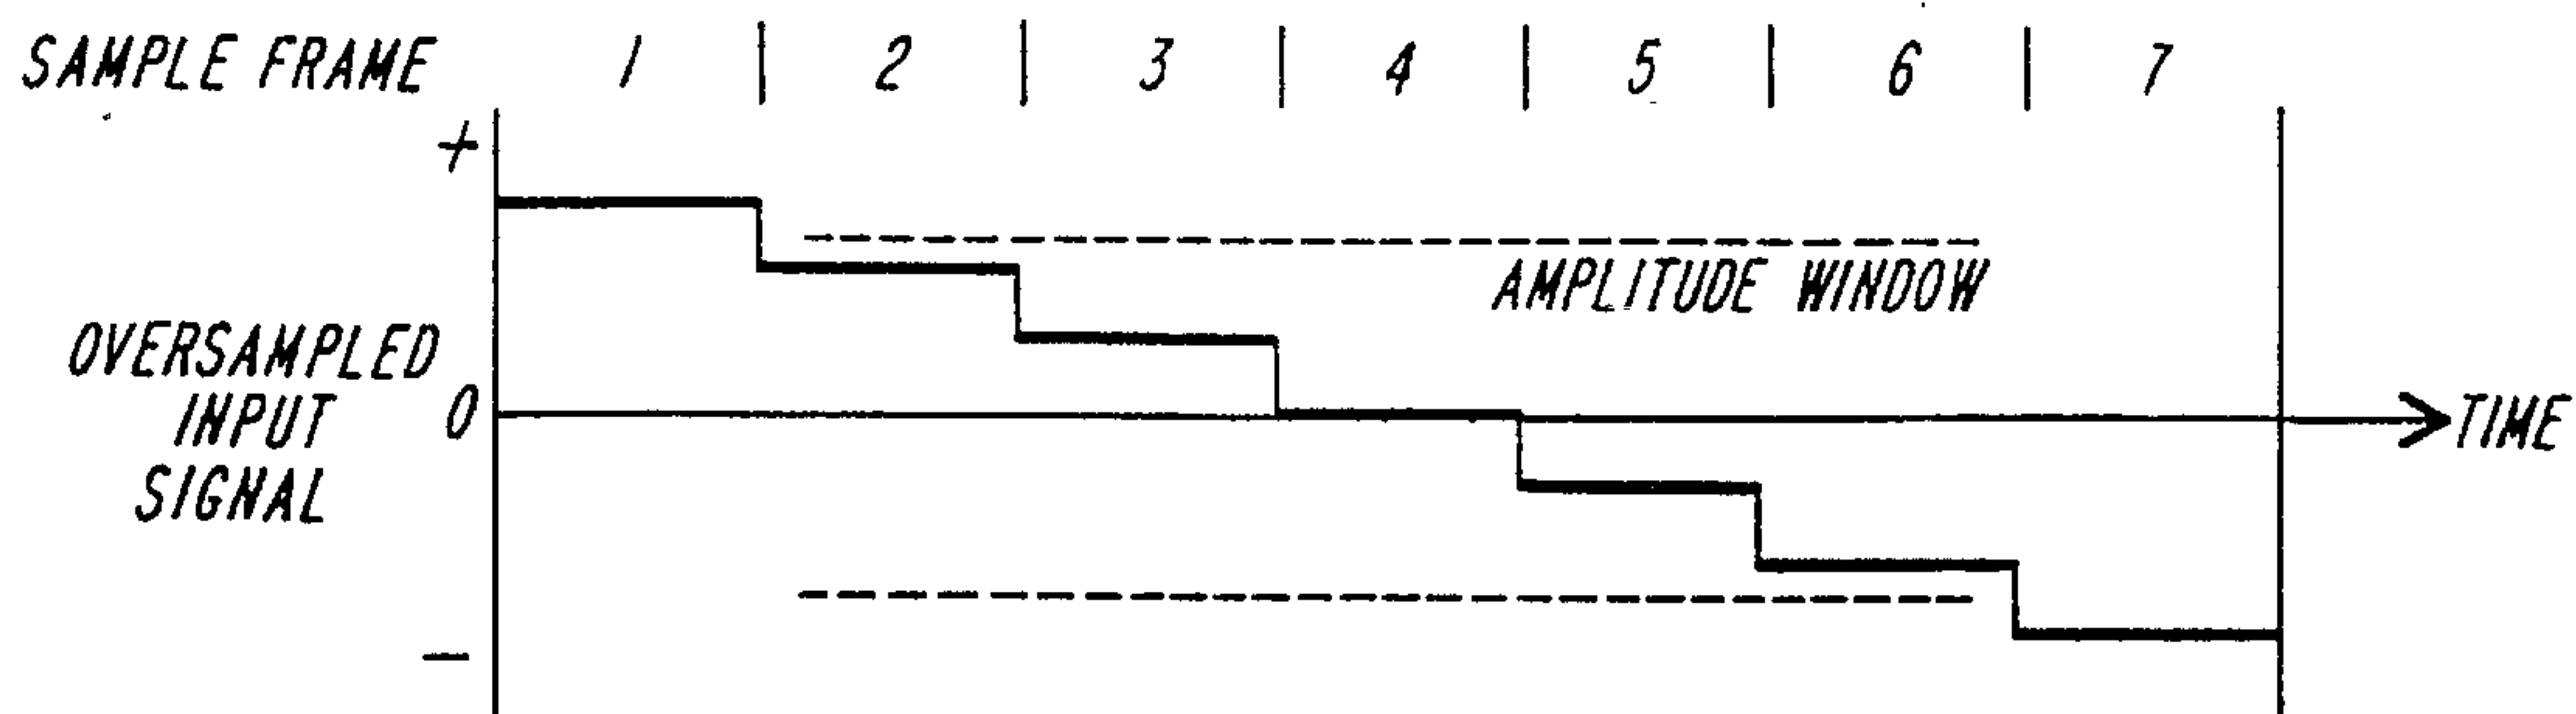 SAMPLE FRAME 1 | 2 | 3 | 4 | 5 | 6 | 7
+
AMPLITUDE WINDOW
OVERSAMPLED
INPUT
SIGNAL
0
TIME
-